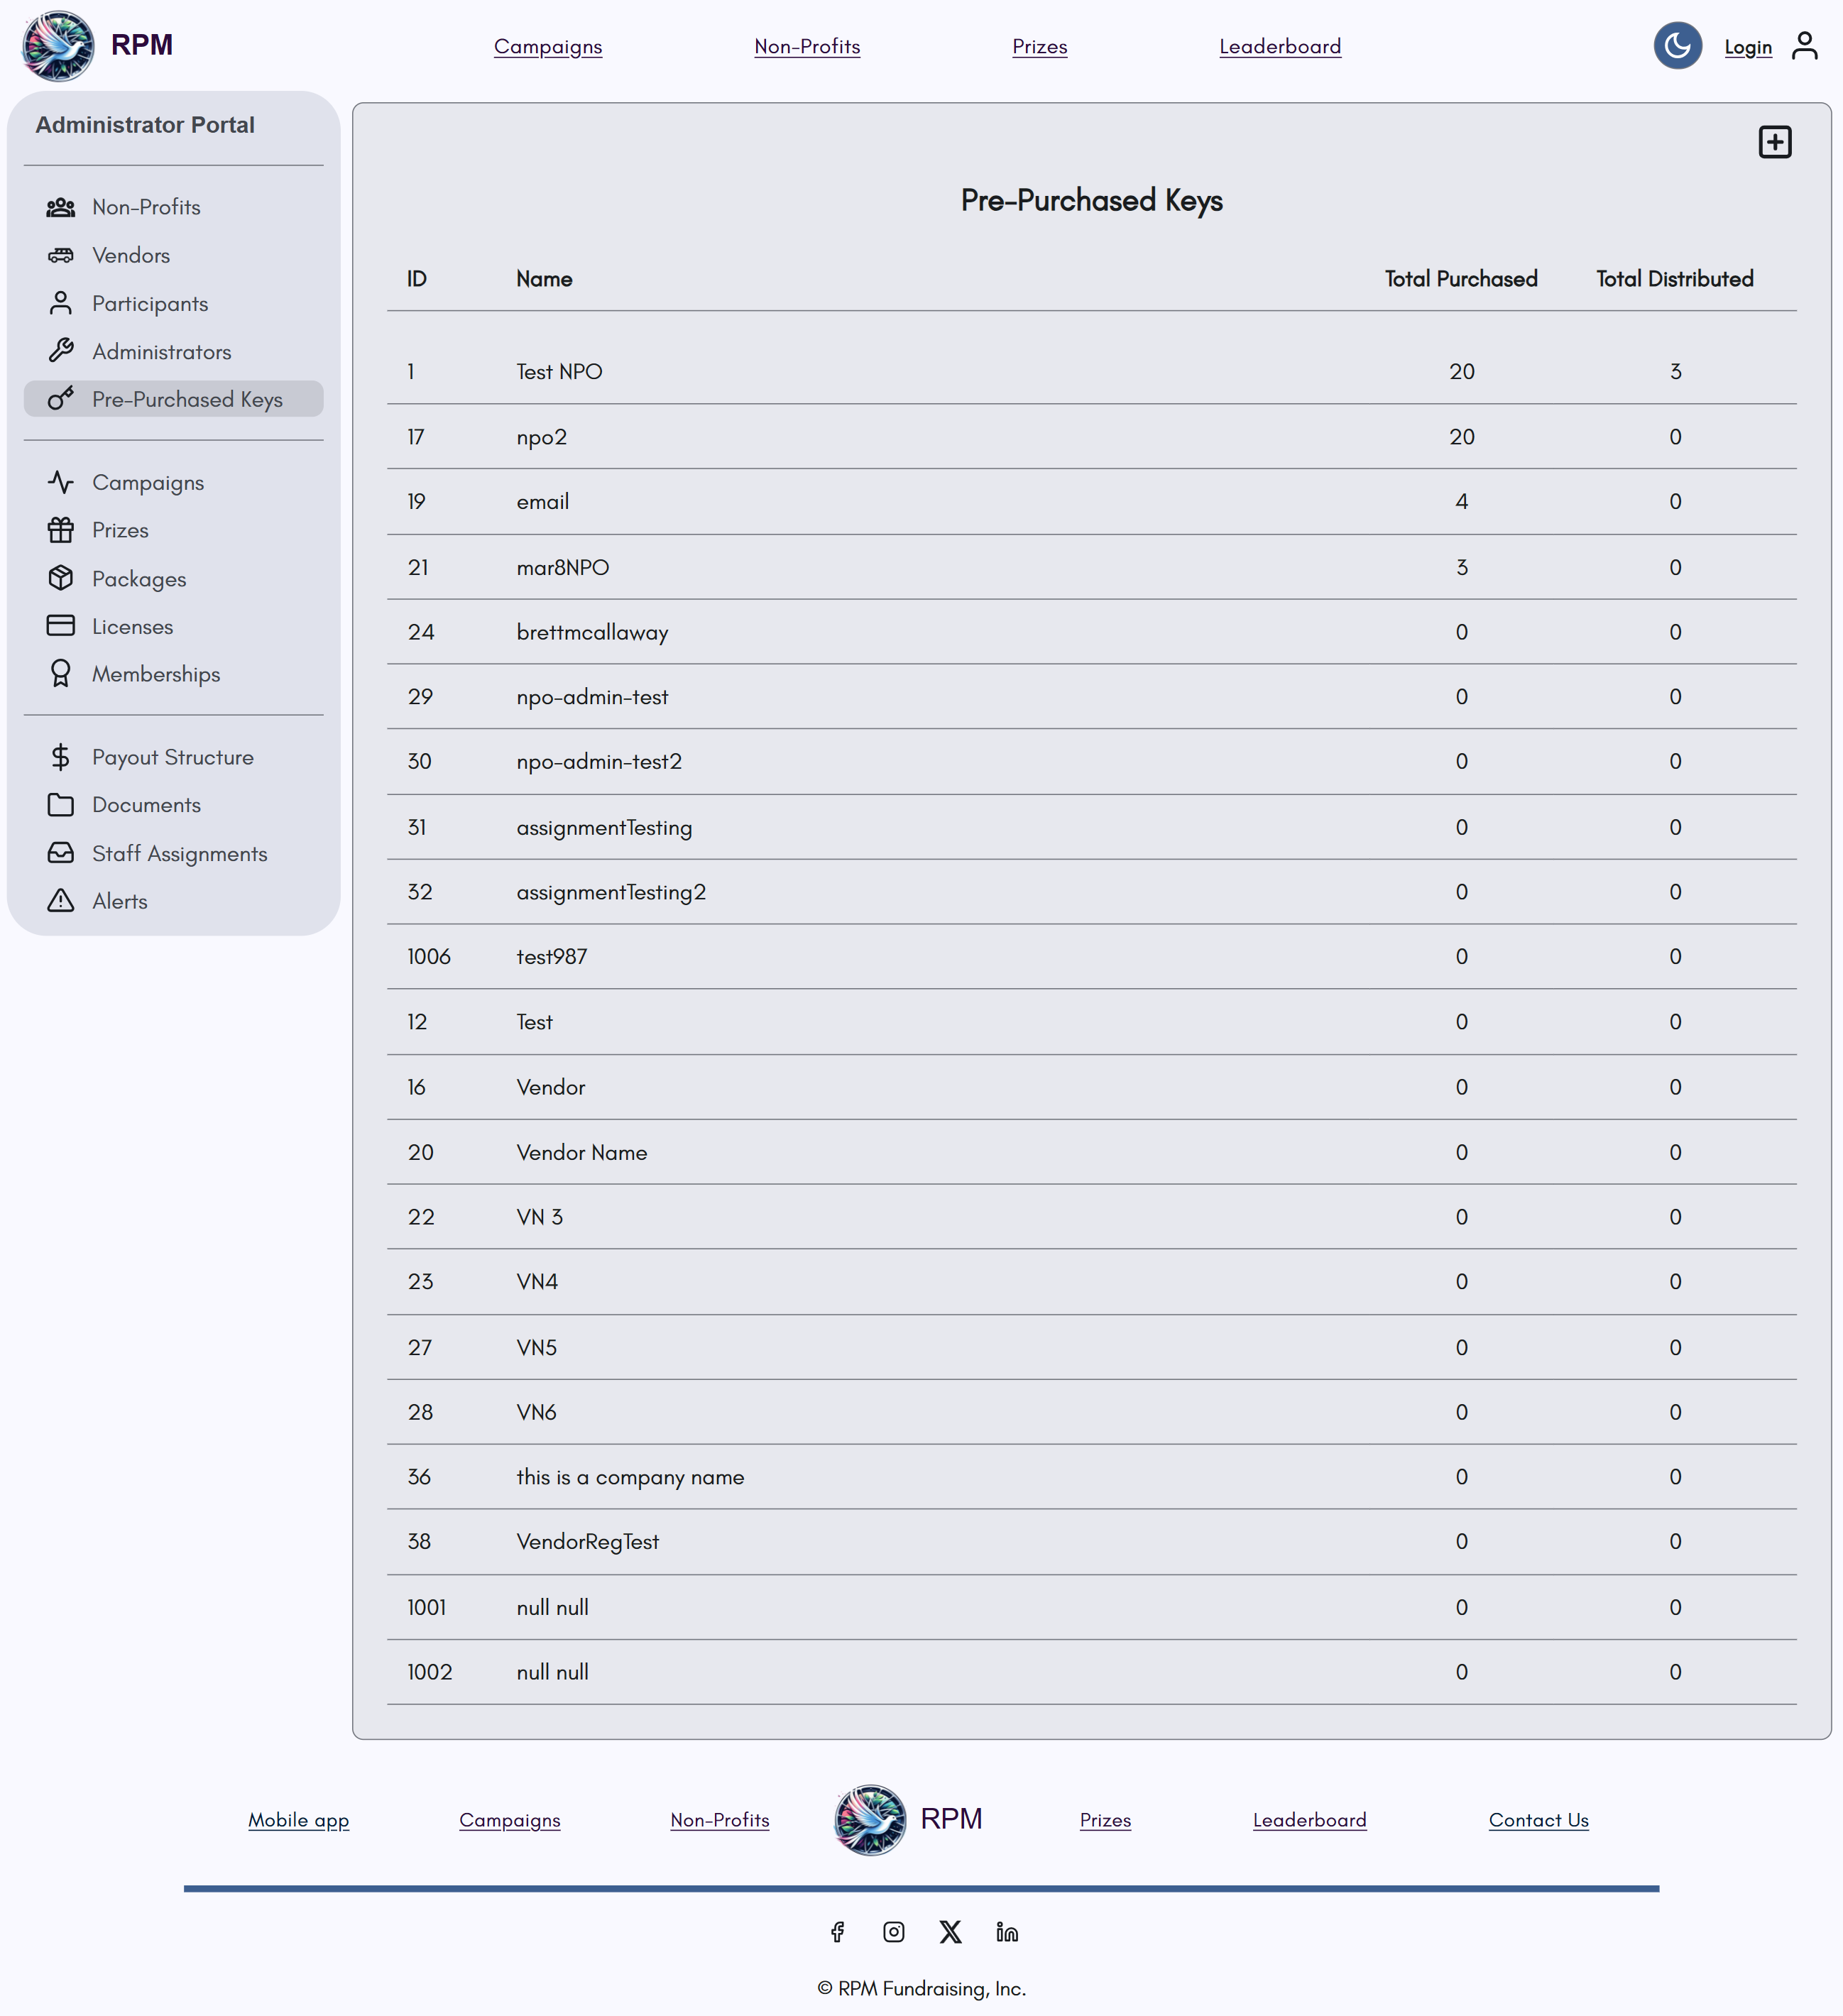 RPM
Campaigns Non-Profits Prizes Leaderboard Login
Administrator Portal
Non-Profits
Vendors
Participants
Administrators
Pre-Purchased Keys
Campaigns
Prizes
Packages
Licenses
Memberships
Payout Structure
Documents
Staff Assignments
Alerts
Pre-Purchased Keys
ID Name Total Purchased Total Distributed
1 Test NPO 20 3
17 npo2 20 0
19 email 4 0
21 mar8NPO 3 0
24 brettmcallaway 0 0
29 npo-admin-test 0 0
30 npo-admin-test2 0 0
31 assignmentTesting 0 0
32 assignmentTesting2 0 0
1006 test987 0 0
12 Test 0 0
16 Vendor 0 0
20 Vendor Name 0 0
22 VN 3 0 0
23 VN4 0 0
27 VN5 0 0
28 VN6 0 0
36 this is a company name 0 0
38 VendorRegTest 0 0
1001 null null 0 0
1002 null null 0 0
Mobile app Campaigns Non-Profits RPM Prizes Leaderboard Contact Us
© RPM Fundraising, Inc.